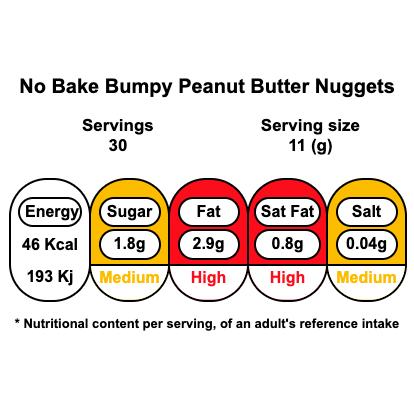 No Bake Bumpy Peanut Butter Nuggets
Servings Serving size
30 11 (g)
Energy Sugar Fat Sat Fat Salt
46 Kcal 1.8g 2.9g 0.8g 0.04g
193 Kj Medium High High Medium
* Nutritional content per serving, of an adult's reference intake